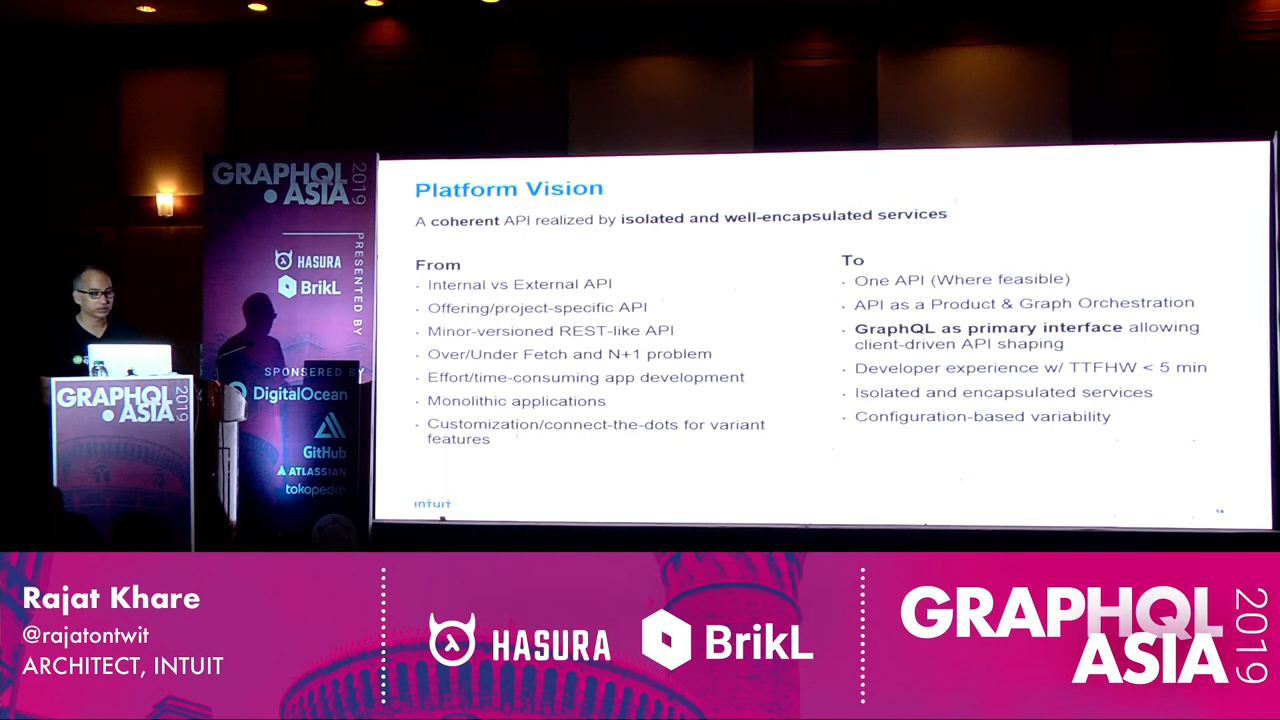 GRAPHQL
ASIA
2019
PRESENTED BY
HASURA
BrikL
SPONSERED BY
DigitalOcean
GitHub
ATLASSIAN
tokopedia
GRAPHQL
ASIA
2019
Platform Vision
A coherent API realized by isolated and well-encapsulated services
From
· Internal vs External API
· Offering/project-specific API
· Minor-versioned REST-like API
· Over/Under Fetch and N+1 problem
· Effort/time-consuming app development
· Monolithic applications
· Customization/connect-the-dots for variant
features
To
· One API (Where feasible)
· API as a Product & Graph Orchestration
· GraphQL as primary interface allowing
client-driven API shaping
· Developer experience w/ TTFHW < 5 min
· Isolated and encapsulated services
· Configuration-based variability
intuit
Rajat Khare
@rajatontwit
ARCHITECT, INTUIT
HASURA
BrikL
GRAPHQL
ASIA
2019